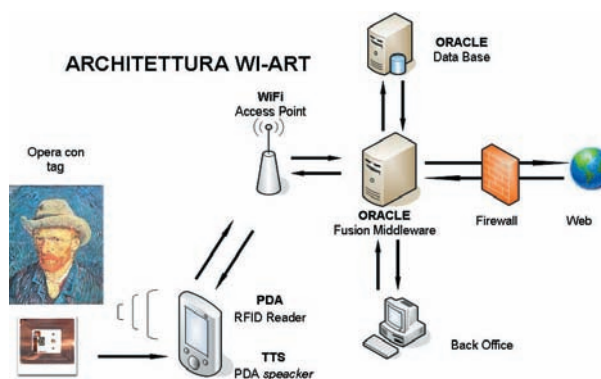 ORACLE
Data Base
ARCHITETTURA WI-ART
WiFi
Access Point
Opera con
tag
ORACLE
Fusion Middleware
Firewall
Web
PDA
RFID Reader
TTS
PDA speacker
Back Office